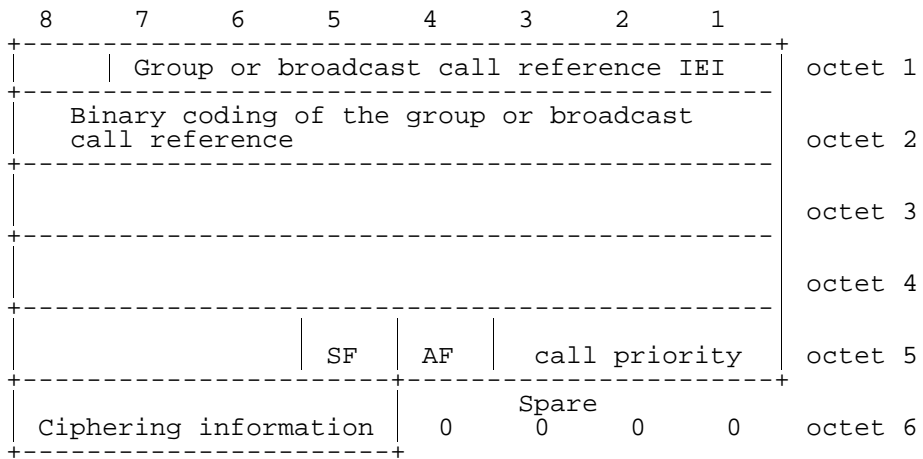 8 7 6 5 4 3 2 1
Group or broadcast call reference IEI octet 1
Binary coding of the group or broadcast
call reference octet 2
octet 3
octet 4
SF AF call priority octet 5
Spare
Ciphering information 0 0 0 0 octet 6